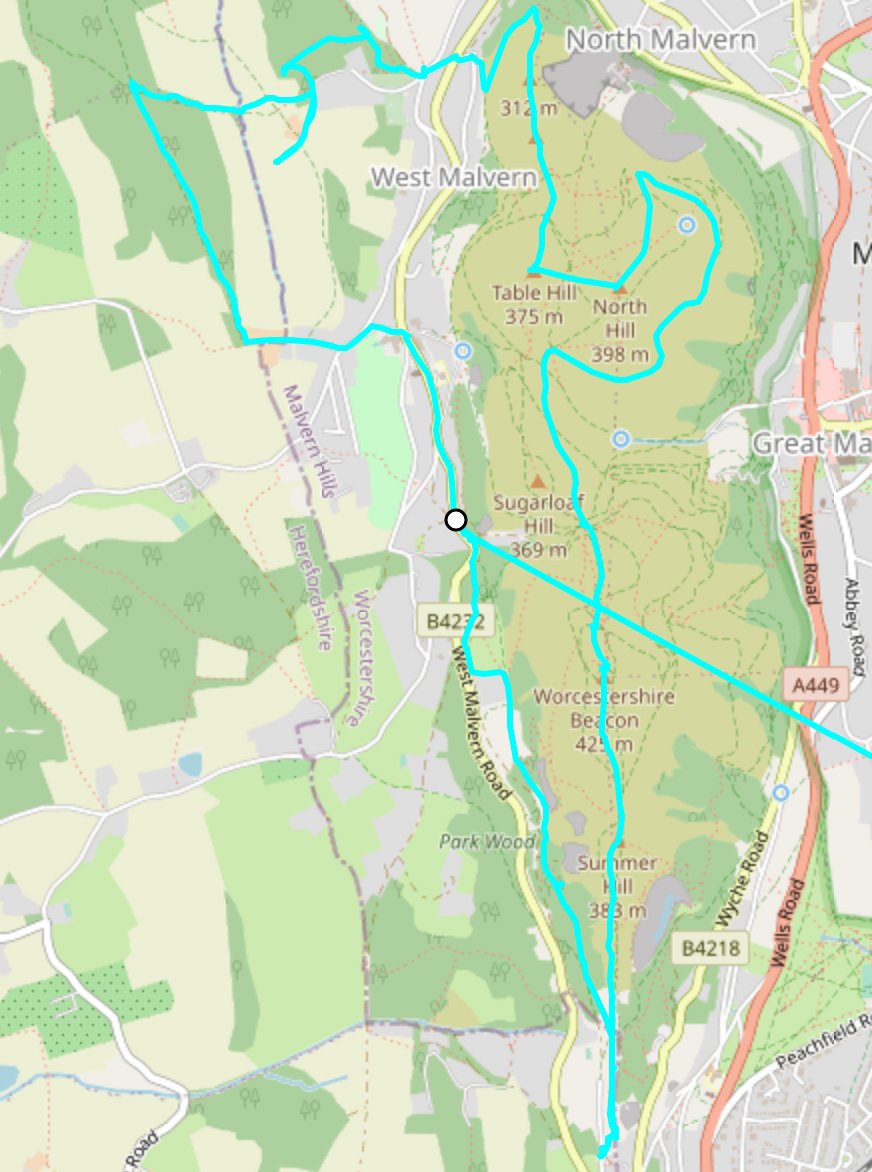 North Malvern
312 m
West Malvern
M
Table Hill
375 m
North
Hill
398 m
Malvern Hills
Great Ma
Sugarloaf
Hill
369 m
Wells Road
Herefordshire
Worcestershire
Abbey Road
B4232
West Malvern Road
A449
Worcestershire
Beacon
425 m
Park Wood
Summer
Hill
383 m
Wyche Road
Wells Road
B4218
Peachfield Ro
Road